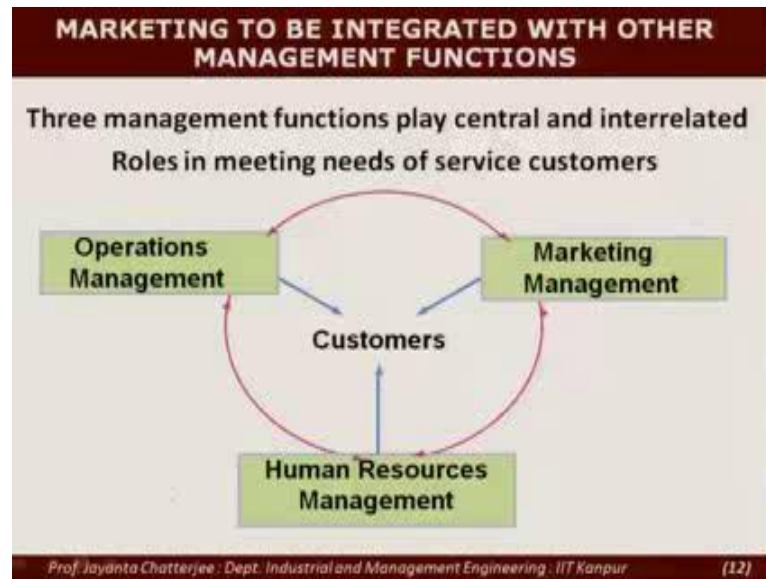 MARKETING TO BE INTEGRATED WITH OTHER
MANAGEMENT FUNCTIONS
Three management functions play central and interrelated
Roles in meeting needs of service customers
Operations
Management
Marketing
Management
Customers
Human Resources
Management
Prof. Jayanta Chatterjee : Dept. Industrial and Management Engineering : IIT Kanpur (12)